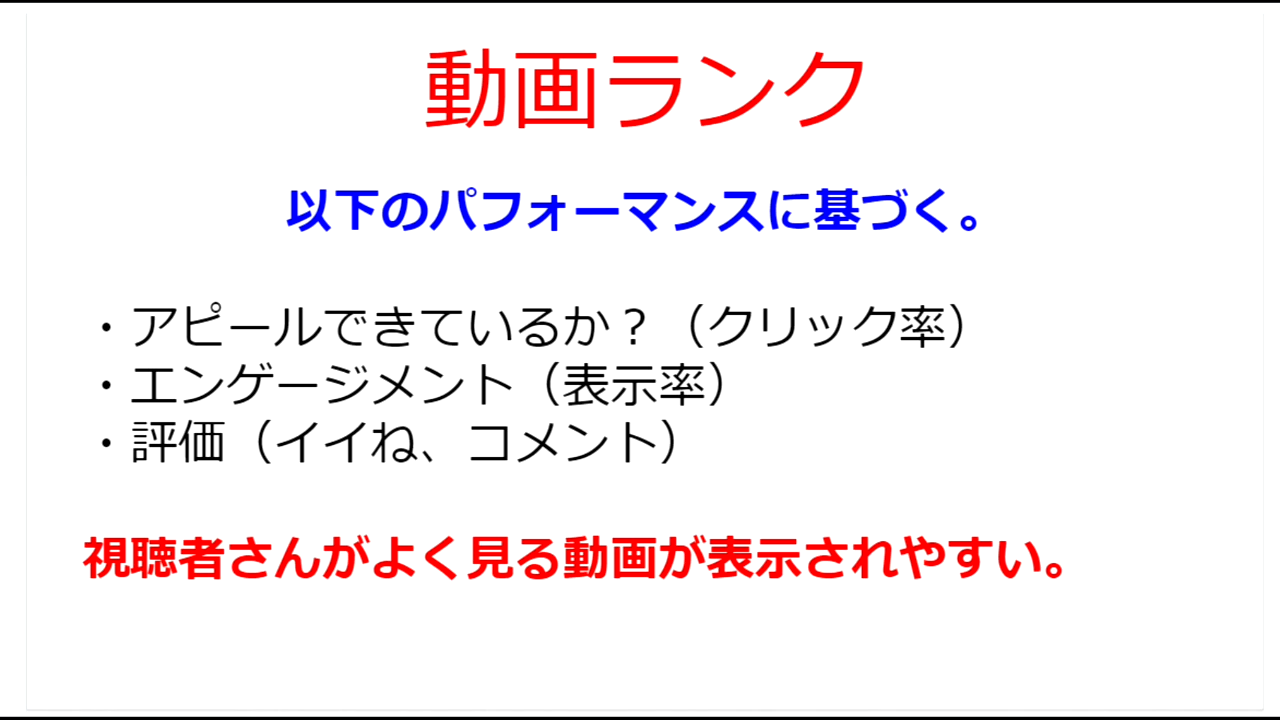 動画ランク
以下のパフォーマンスに基づく。
・アピールできているか？（クリック率）
・エンゲージメント（表示率）
・評価（イイね、コメント）
視聴者さんがよく見る動画が表示されやすい。